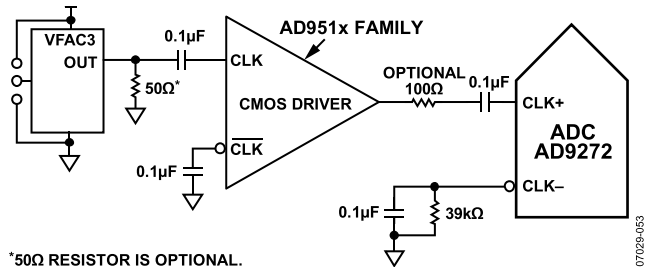 VFAC3
OUT
0.1µF
50Ω*
AD951x FAMILY
CLK
CMOS DRIVER
CLK
0.1µF
OPTIONAL
100Ω
0.1µF
CLK+
ADC
AD9272
CLK–
0.1µF
39kΩ
*50Ω RESISTOR IS OPTIONAL.
07029-053